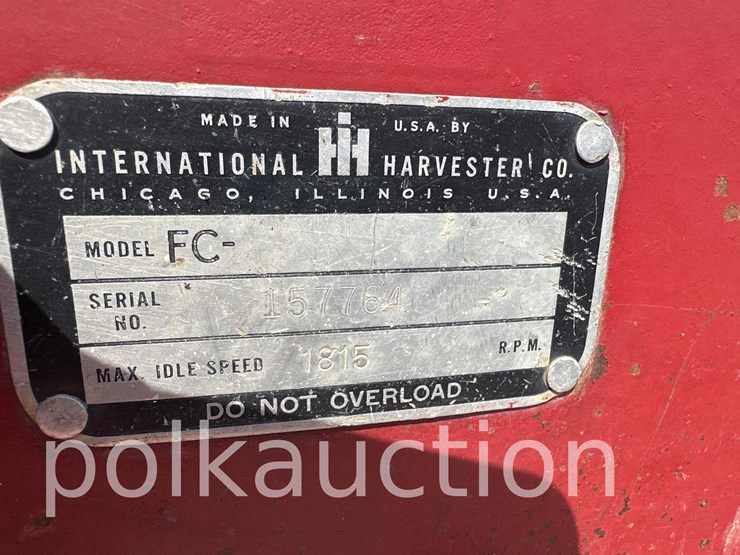 MADE IN IH U.S.A. BY
INTERNATIONAL HARVESTER CO.
CHICAGO, ILLINOIS U.S.A.
MODEL FC-
SERIAL NO. 157764
MAX. IDLE SPEED 1815 R.P.M.
DO NOT OVERLOAD
polkauction